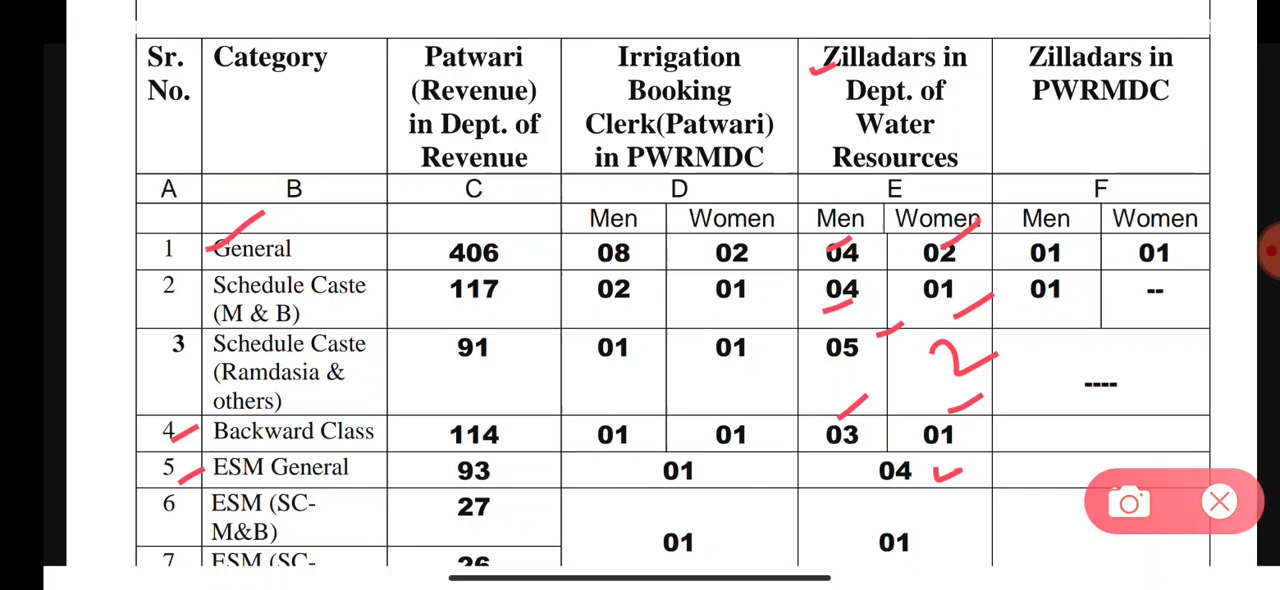 Sr. No. Category Patwari (Revenue) in Dept. of Revenue Irrigation Booking Clerk(Patwari) in PWRMDC Zilladars in Dept. of Water Resources Zilladars in PWRMDC
A B C D E F
Men Women Men Women Men Women
1 General 406 08 02 04 02 01 01
2 Schedule Caste (M & B) 117 02 01 04 01 01 --
3 Schedule Caste (Ramdasia & others) 91 01 01 05 2 ----
4 Backward Class 114 01 01 03 01
5 ESM General 93 01 04
6 ESM (SC-M&B) 27 01 01
7 ESM (SC- 26